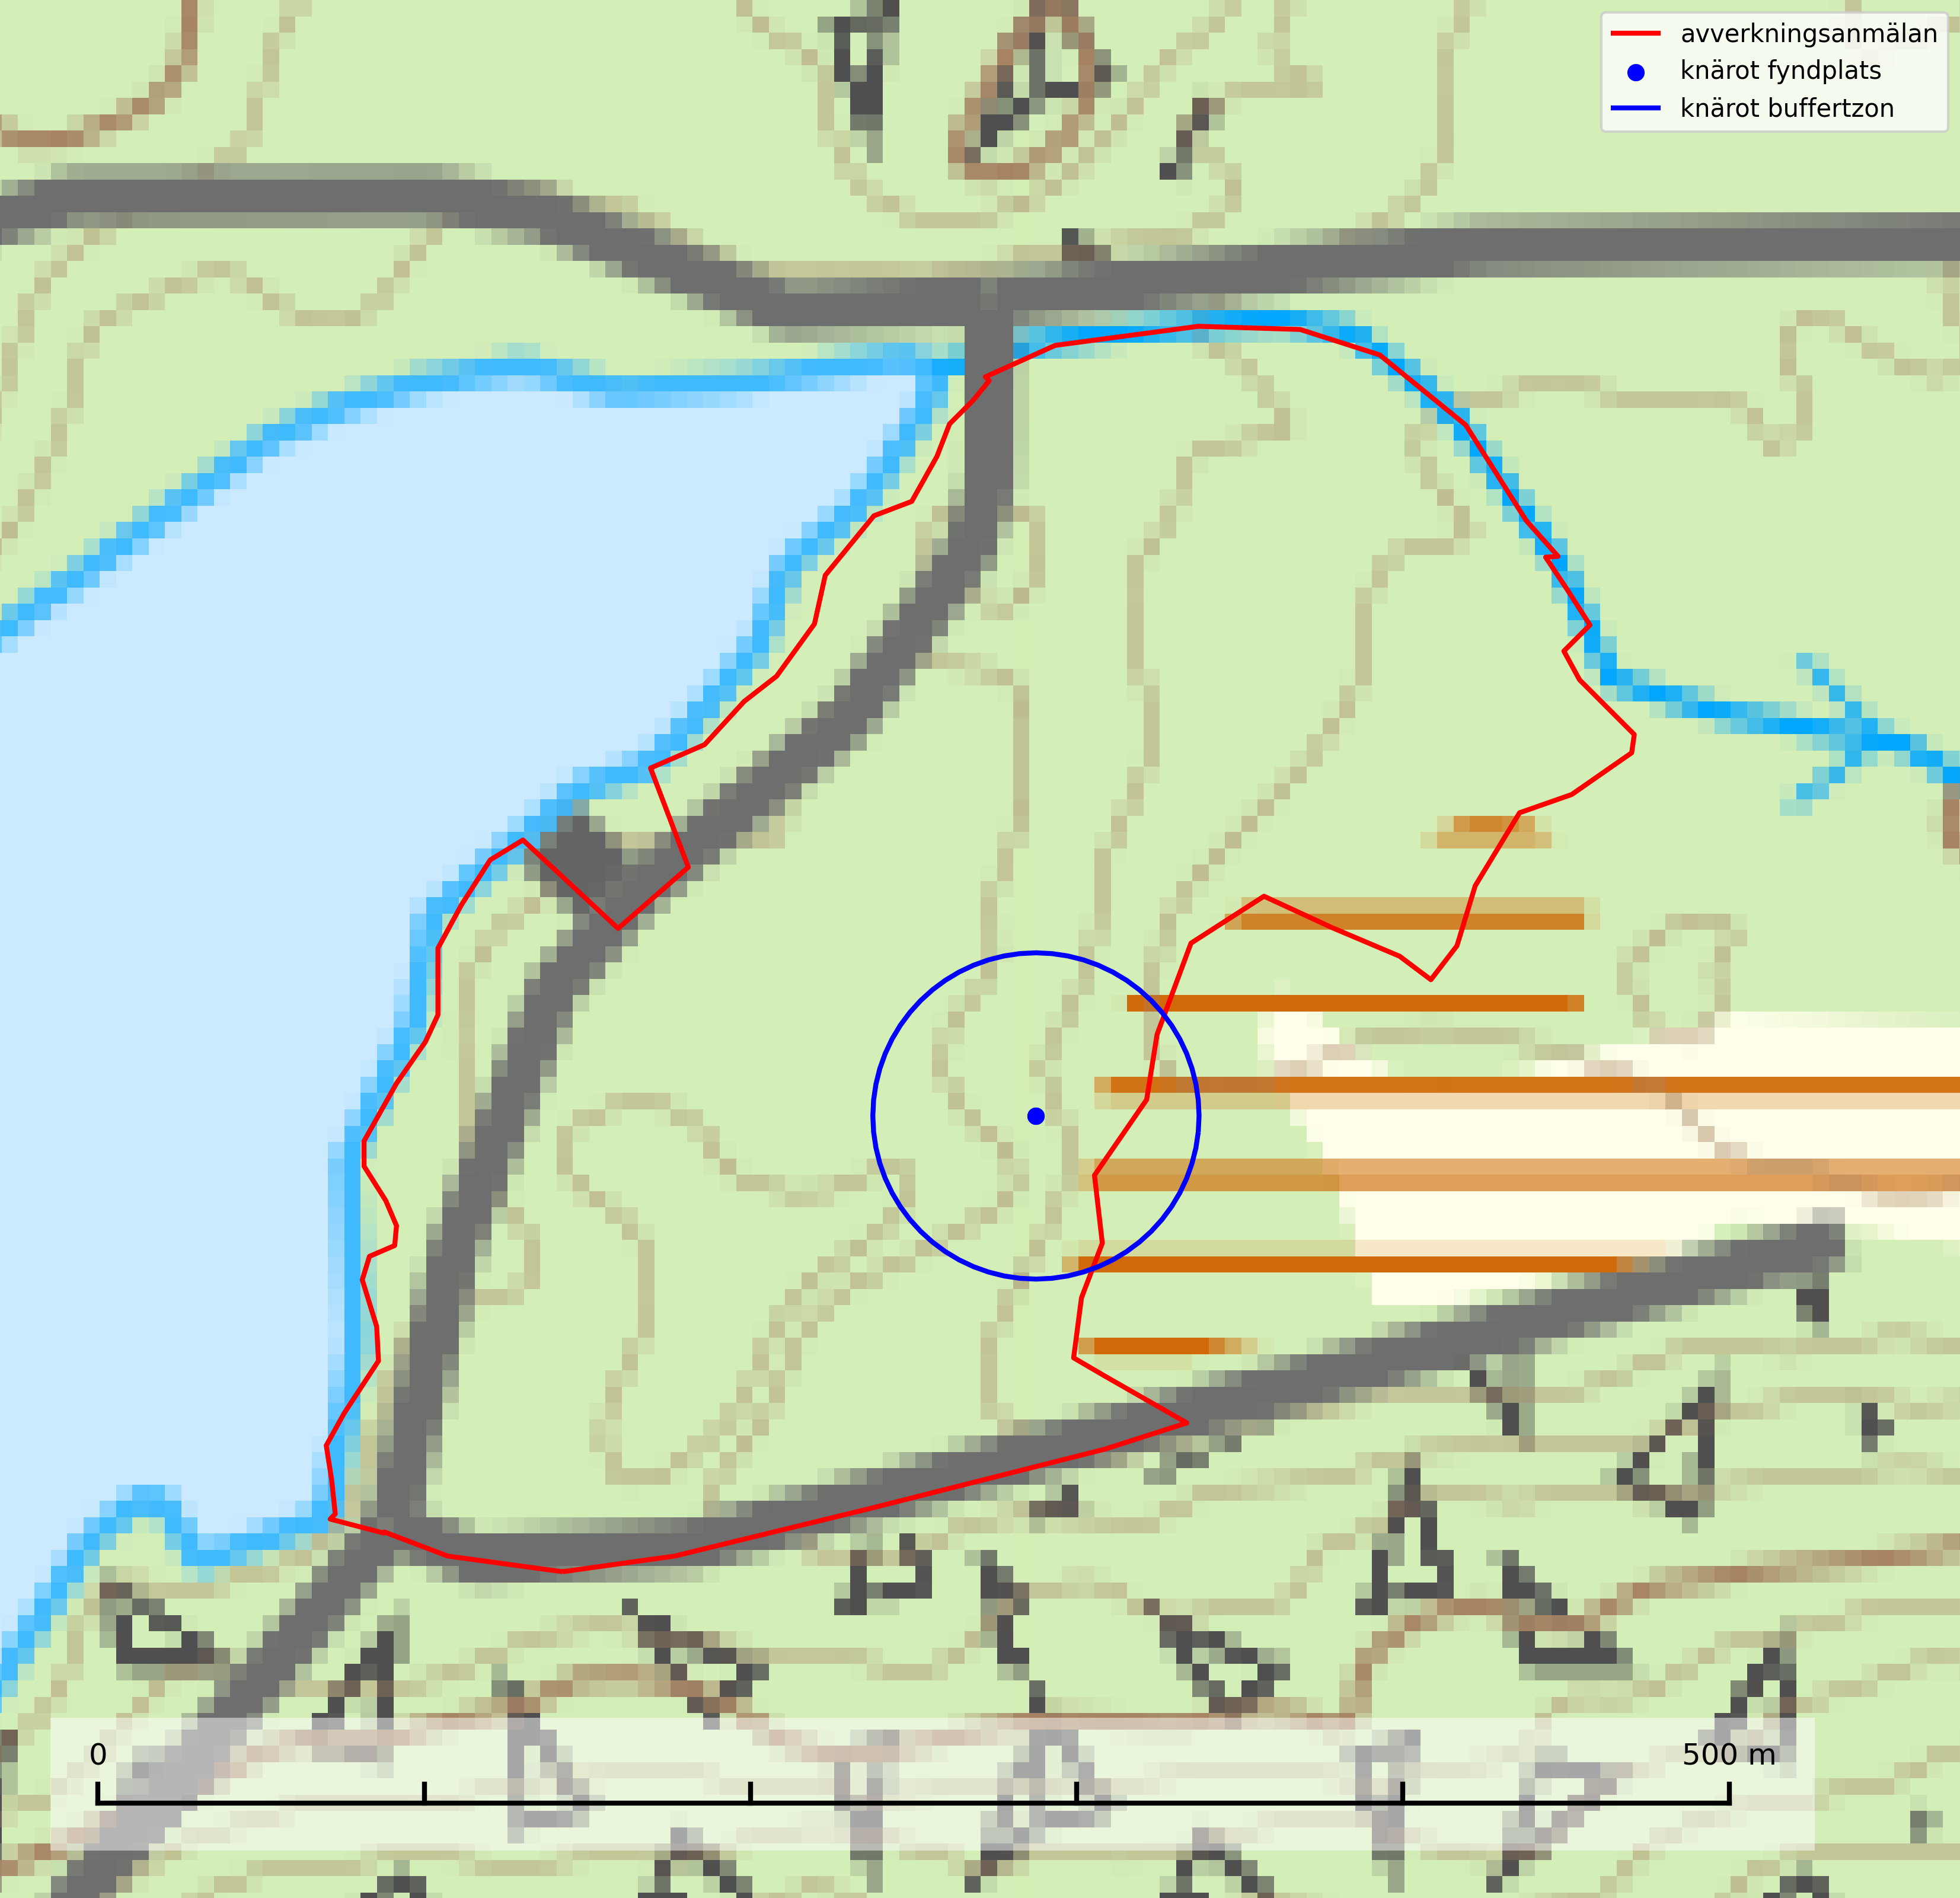 avverkningsanmälan
knärot fyndplats
knärot buffertzon
0
500 m